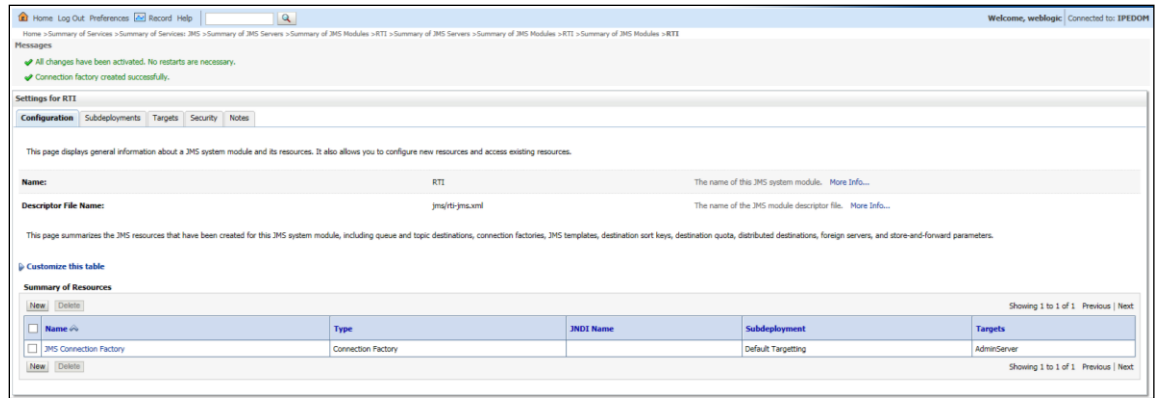 Home Log Out Preferences Record Help Welcome, weblogic Connected to: IPEDOM
Home >Summary of Services >Summary of Services: JMS >Summary of JMS Servers >Summary of JMS Modules >RTI >Summary of JMS Servers >Summary of JMS Modules >RTI >Summary of JMS Modules >RTI
Messages
All changes have been activated. No restarts are necessary.
Connection factory created successfully.
Settings for RTI
Configuration Subdeployments Targets Security Notes
This page displays general information about a JMS system module and its resources. It also allows you to configure new resources and access existing resources.
Name: RTI The name of this JMS system module. More Info...
Descriptor File Name: jms/rti-jms.xml The name of the JMS module descriptor file. More Info...
This page summarizes the JMS resources that have been created for this JMS system module, including queue and topic destinations, connection factories, JMS templates, destination sort keys, destination quota, distributed destinations, foreign servers, and store-and-forward parameters.
Customize this table
Summary of Resources
New Delete Showing 1 to 1 of 1 Previous | Next
Name Type JNDI Name Subdeployment Targets
JMS Connection Factory Connection Factory Default Targetting AdminServer
New Delete Showing 1 to 1 of 1 Previous | Next